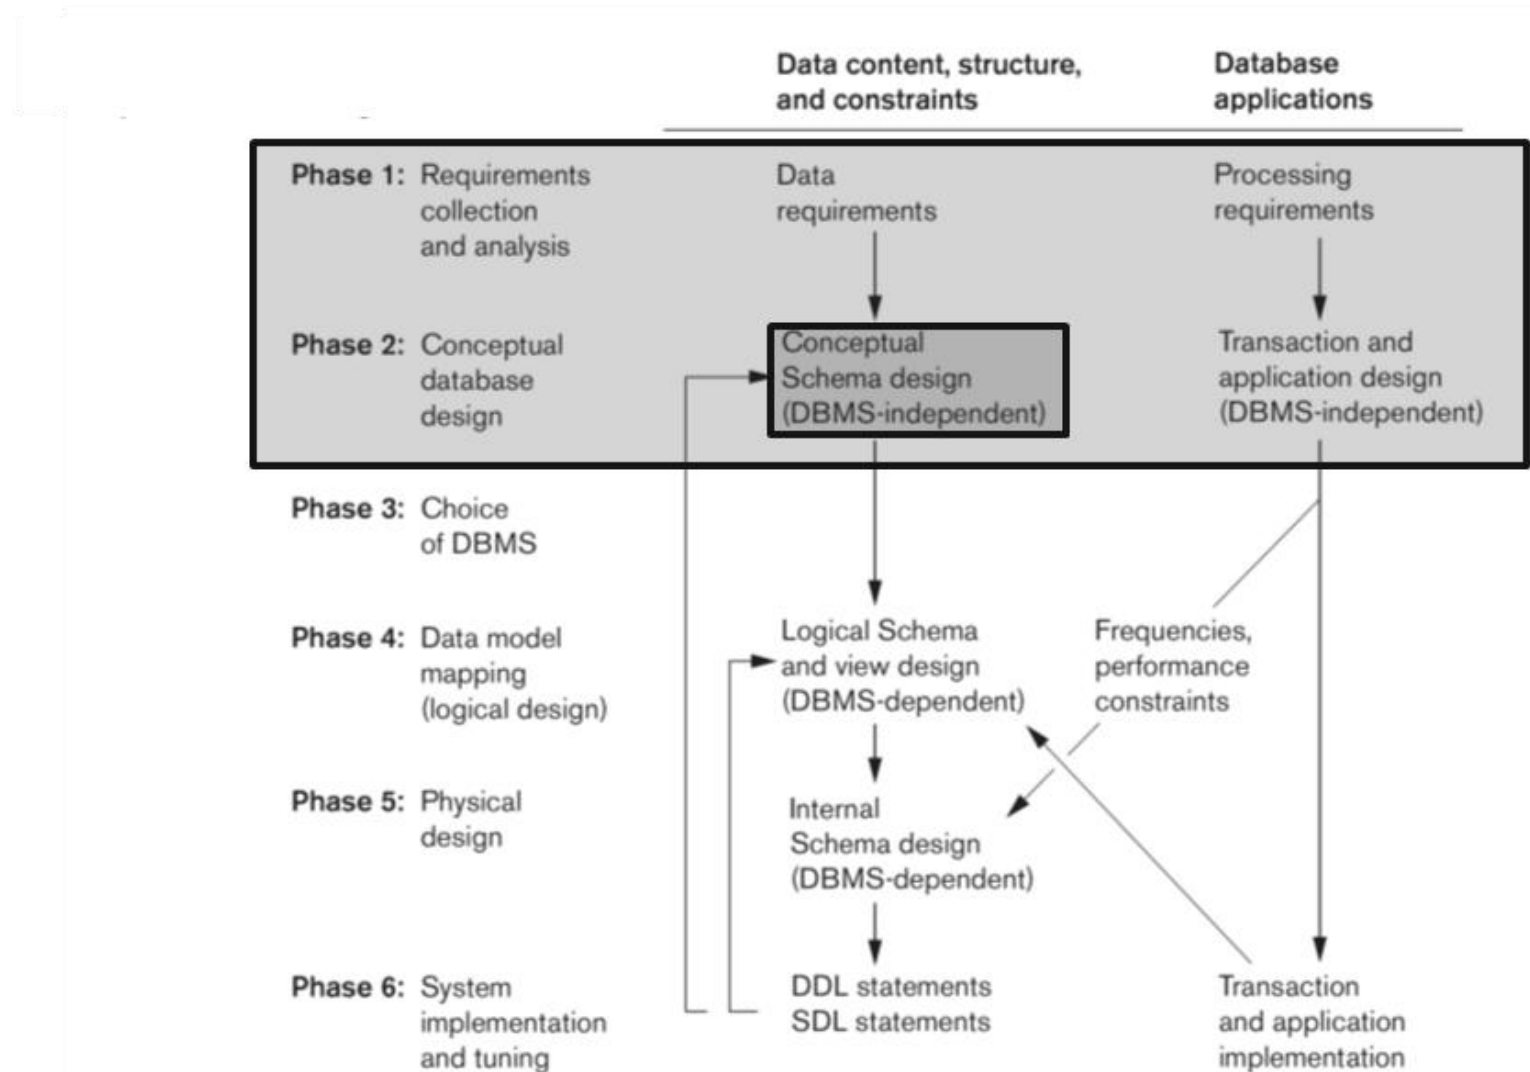 Data content, structure,
and constraints
Database
applications
Phase 1: Requirements
collection
and analysis
Data
requirements
Processing
requirements
Phase 2: Conceptual
database
design
Conceptual
Schema design
(DBMS-independent)
Transaction and
application design
(DBMS-independent)
Phase 3: Choice
of DBMS
Phase 4: Data model
mapping
(logical design)
Logical Schema
and view design
(DBMS-dependent)
Frequencies,
performance
constraints
Phase 5: Physical
design
Internal
Schema design
(DBMS-dependent)
Phase 6: System
implementation
and tuning
DDL statements
SDL statements
Transaction
and application
implementation